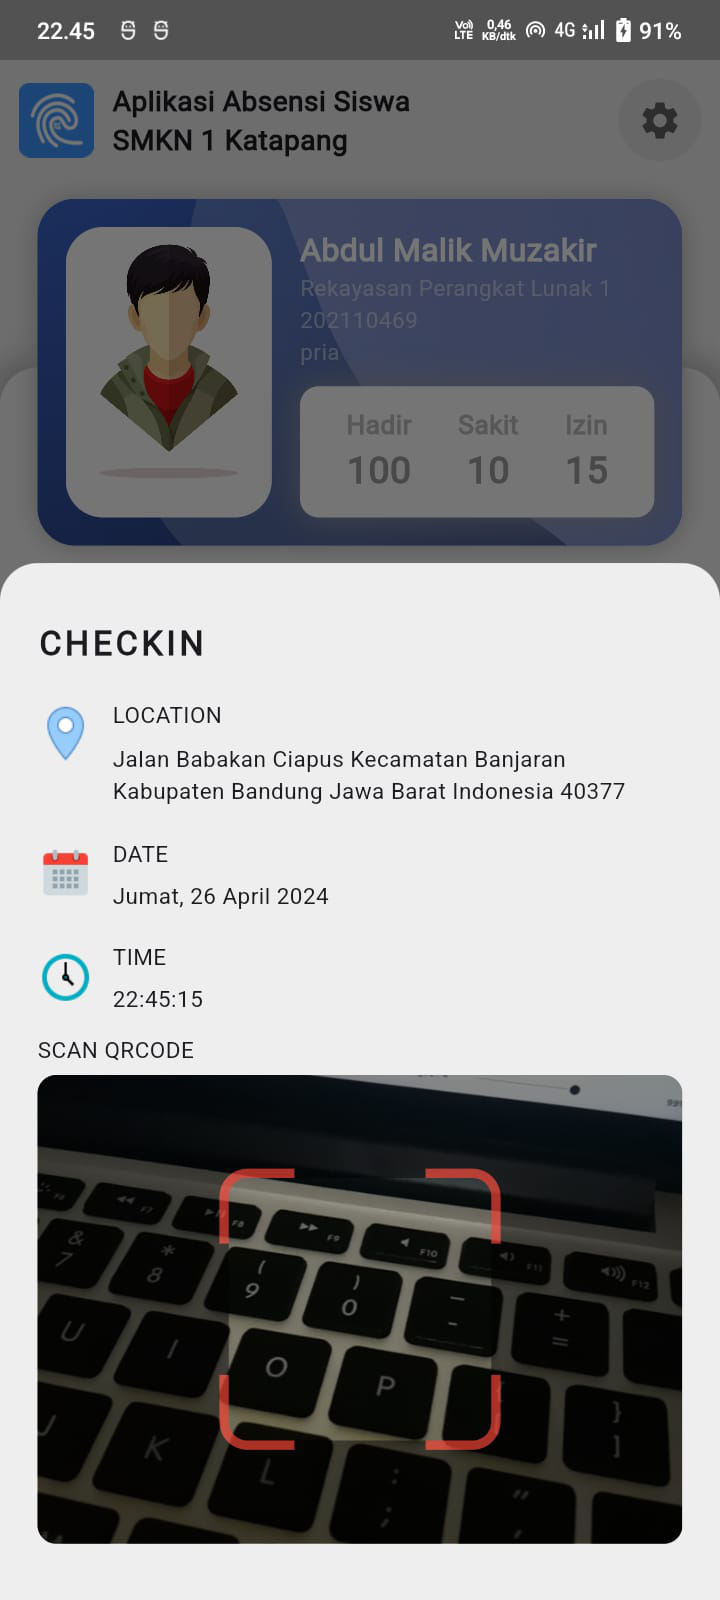 22.45
Vo)) LTE
0,46 KB/dtk
4G
91%
Aplikasi Absensi Siswa
SMKN 1 Katapang
Abdul Malik Muzakir
Rekayasan Perangkat Lunak 1
202110469
pria
Hadir Sakit Izin
100 10 15
CHECKIN
LOCATION
Jalan Babakan Ciapus Kecamatan Banjaran
Kabupaten Bandung Jawa Barat Indonesia 40377
DATE
Jumat, 26 April 2024
TIME
22:45:15
SCAN QRCODE
F6 F7 F8 F9 F10 F11 F12
& * ( ) _ +
7 8 9 0 - =
U I O P { }
]
J K L : "
; '